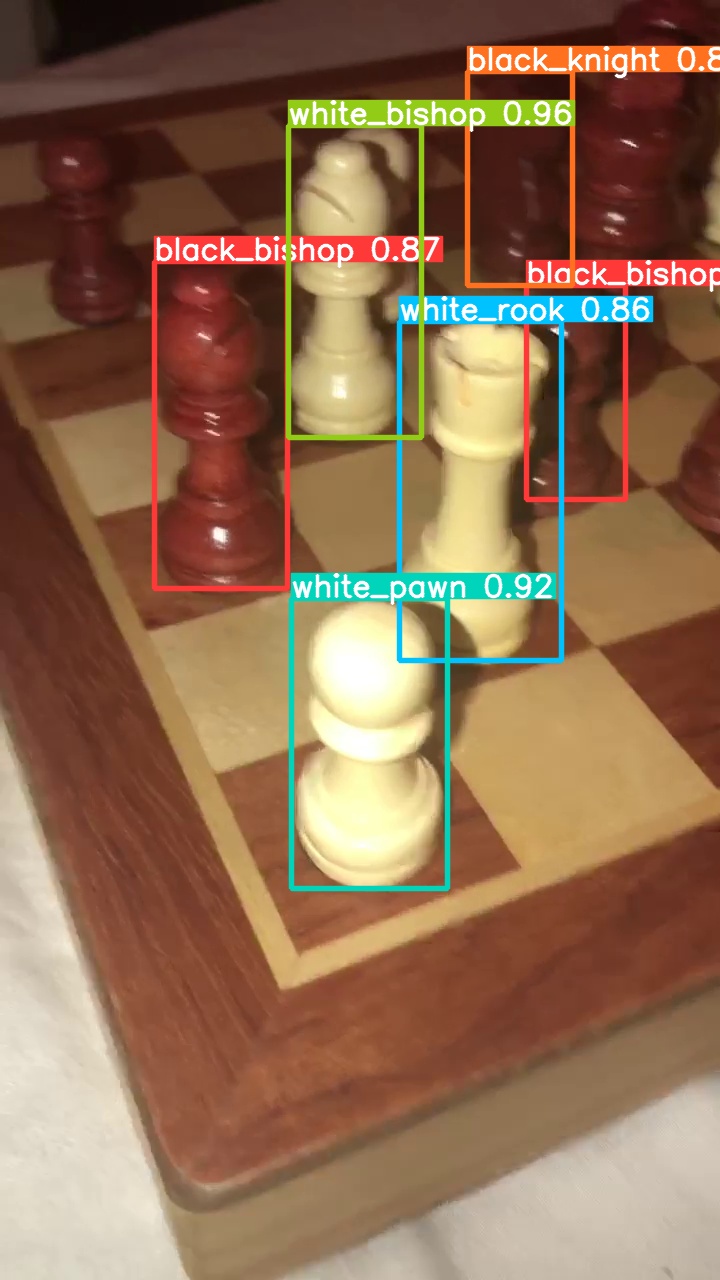 black_knight 0.8
white_bishop 0.96
black_bishop 0.87
black_bishop
white_rook 0.86
white_pawn 0.92